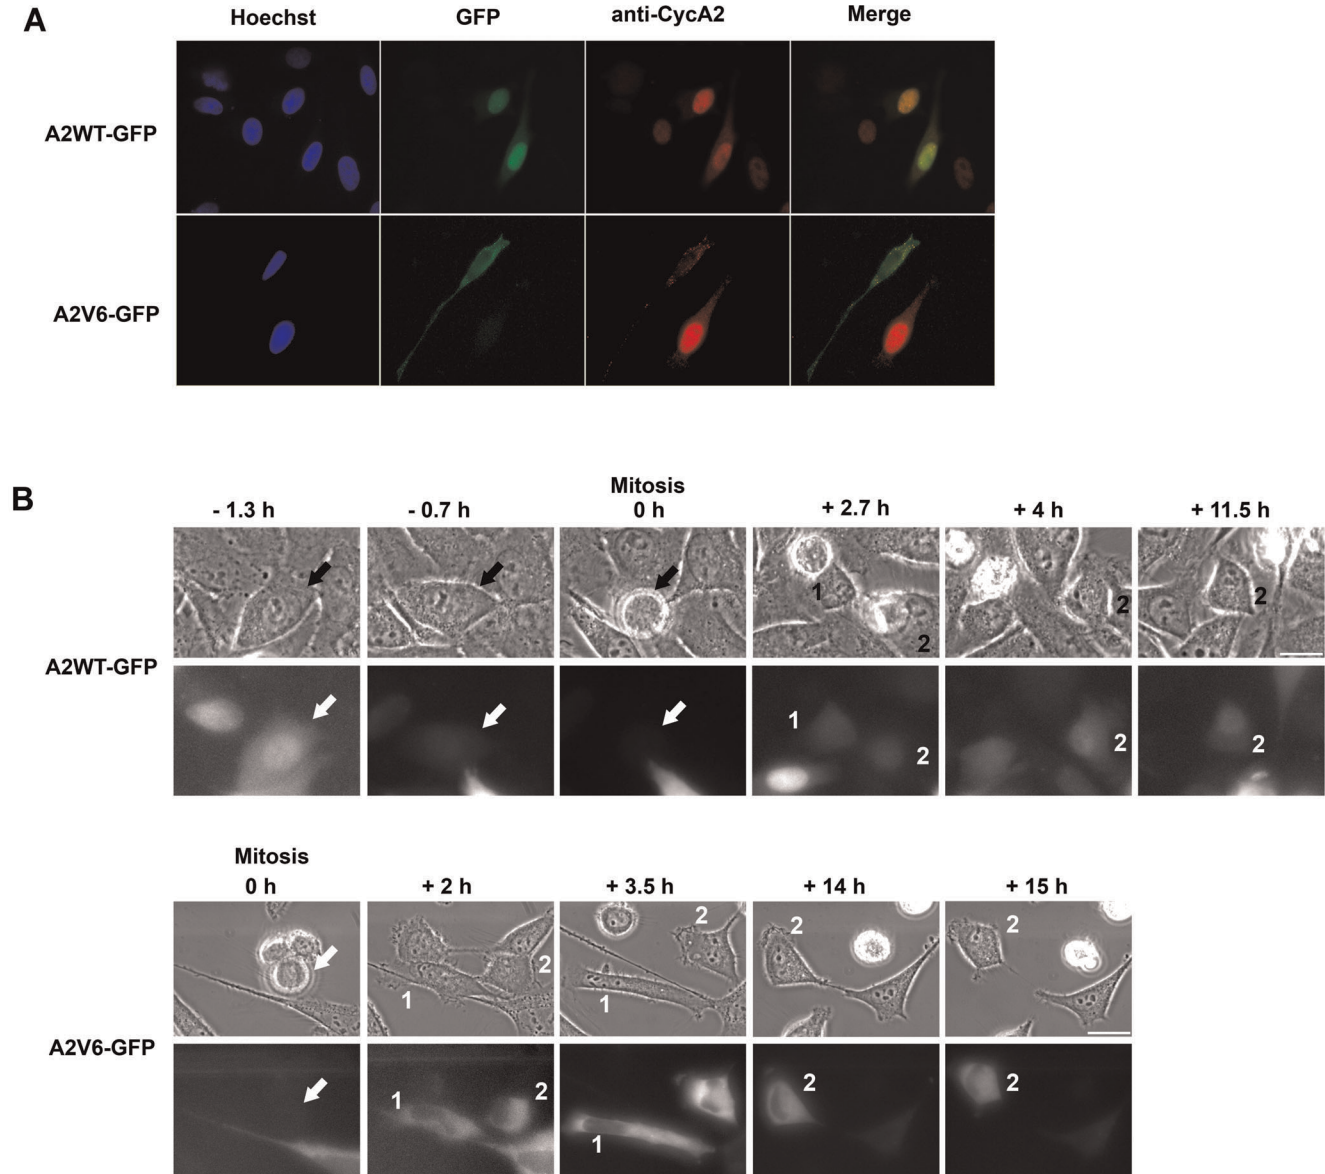 A
Hoechst GFP anti-CycA2 Merge
A2WT-GFP
A2V6-GFP
B
Mitosis
- 1.3 h - 0.7 h 0 h + 2.7 h + 4 h + 11.5 h
1 2 2 2
A2WT-GFP
1 2 2 2
Mitosis
0 h + 2 h + 3.5 h + 14 h + 15 h
1 2 1 2 2 2
A2V6-GFP
1 2 1 2 2